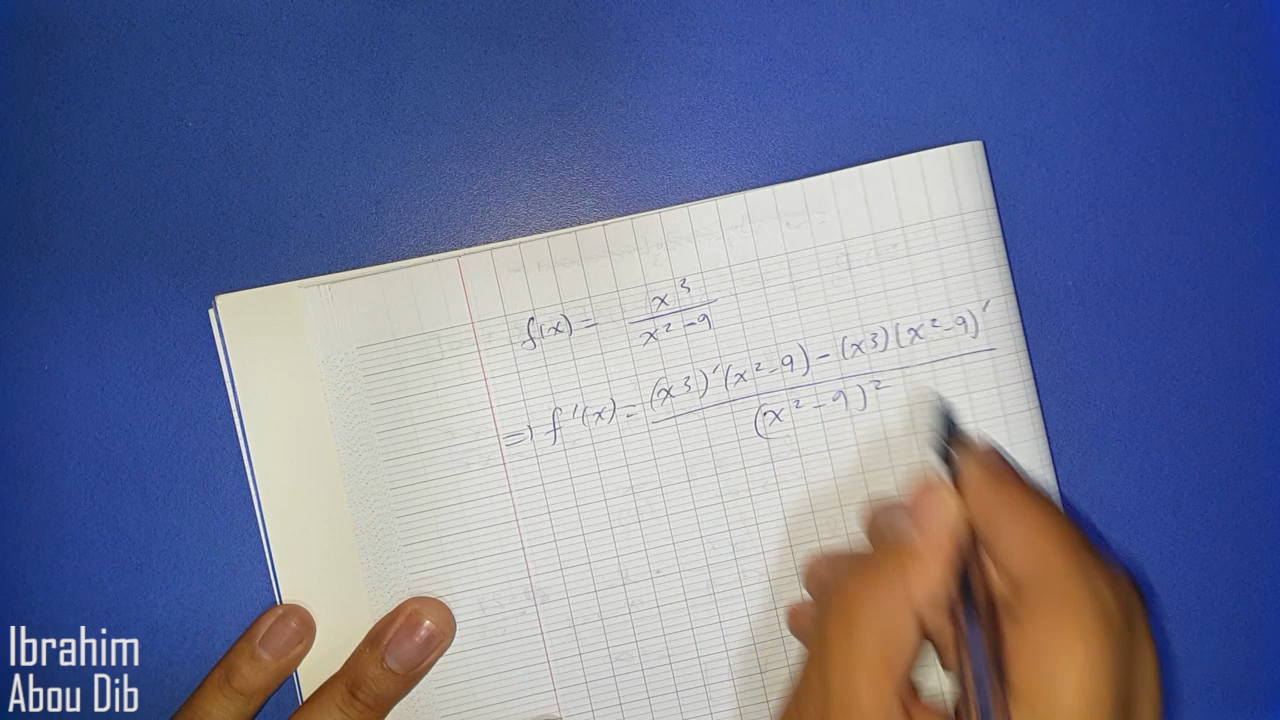 f(x) = x³ / x² - 9
⇒ f'(x) = (x³)'(x² - 9) - (x³)(x² - 9)' / (x² - 9)²
Ibrahim
Abou Dib